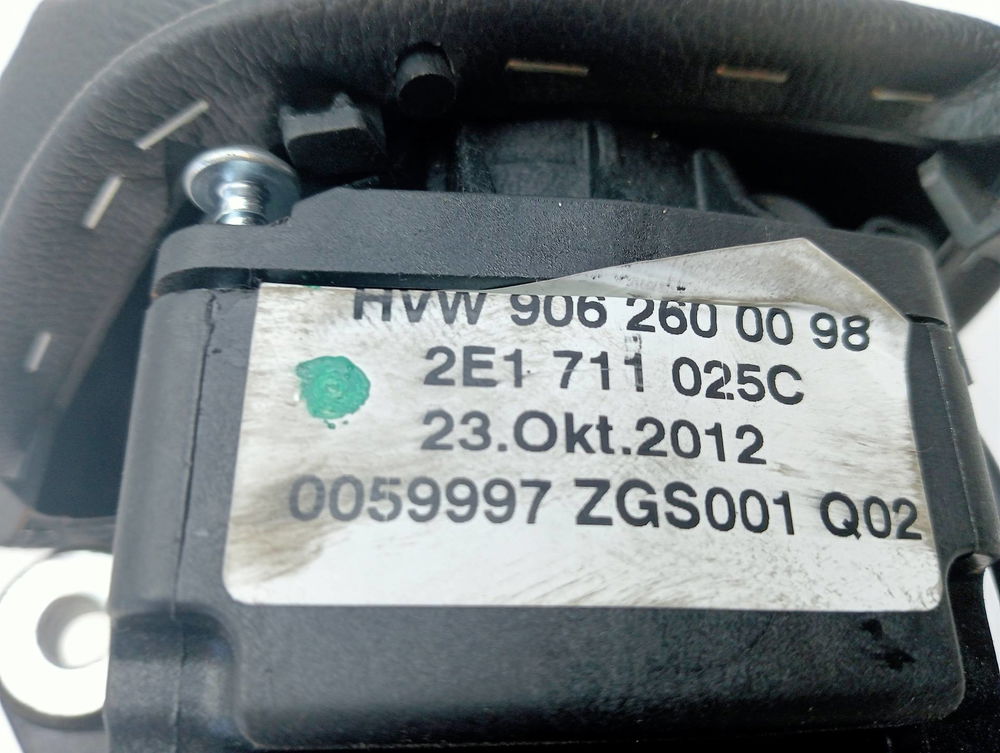 HVW 906 260 00 98
2E1 711 025C
23.Okt.2012
0059997 ZGS001 Q02